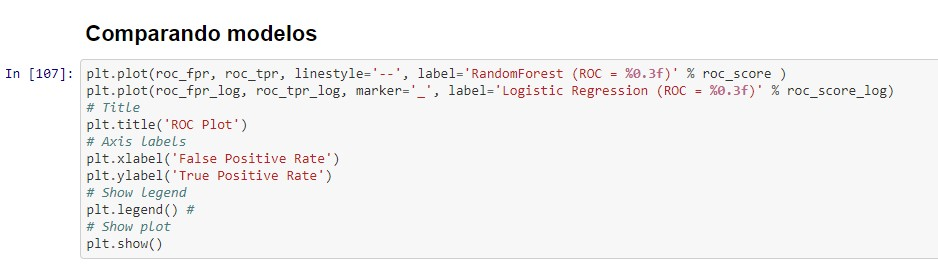 Comparando modelos
In [107]: plt.plot(roc_fpr, roc_tpr, linestyle='--', label='RandomForest (ROC = %0.3f)' % roc_score )
plt.plot(roc_fpr_log, roc_tpr_log, marker='_', label='Logistic Regression (ROC = %0.3f)' % roc_score_log)
# Title
plt.title('ROC Plot')
# Axis labels
plt.xlabel('False Positive Rate')
plt.ylabel('True Positive Rate')
# Show legend
plt.legend() #
# Show plot
plt.show()